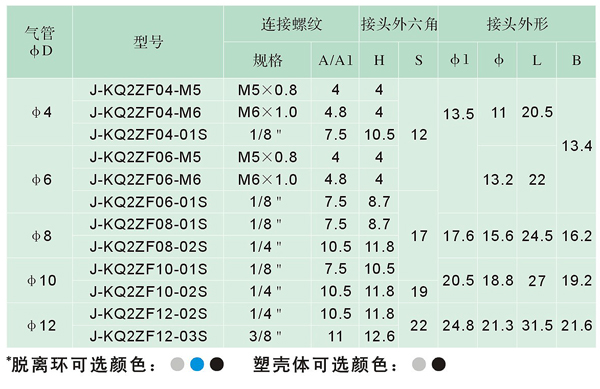 气管 φD 型号 连接螺纹 接头外六角 接头外形
规格 A/A1 H S φ1 φ L B
φ4 J-KQ2ZF04-M5 M5×0.8 4 4 12 13.5 11 20.5 13.4
J-KQ2ZF04-M6 M6×1.0 4.8 4
J-KQ2ZF04-01S 1/8" 7.5 10.5
φ6 J-KQ2ZF06-M5 M5×0.8 4 4 13.2 22
J-KQ2ZF06-M6 M6×1.0 4.8 4
J-KQ2ZF06-01S 1/8" 7.5 8.7 17
φ8 J-KQ2ZF08-01S 1/8" 7.5 8.7 17.6 15.6 24.5 16.2
J-KQ2ZF08-02S 1/4" 10.5 11.8
φ10 J-KQ2ZF10-01S 1/8" 7.5 10.5 20.5 18.8 27 19.2
J-KQ2ZF10-02S 1/4" 10.5 11.8 19
φ12 J-KQ2ZF12-02S 1/4" 10.5 11.8 22 24.8 21.3 31.5 21.6
J-KQ2ZF12-03S 3/8" 11 12.6
*脱离环可选颜色： 塑壳体可选颜色：